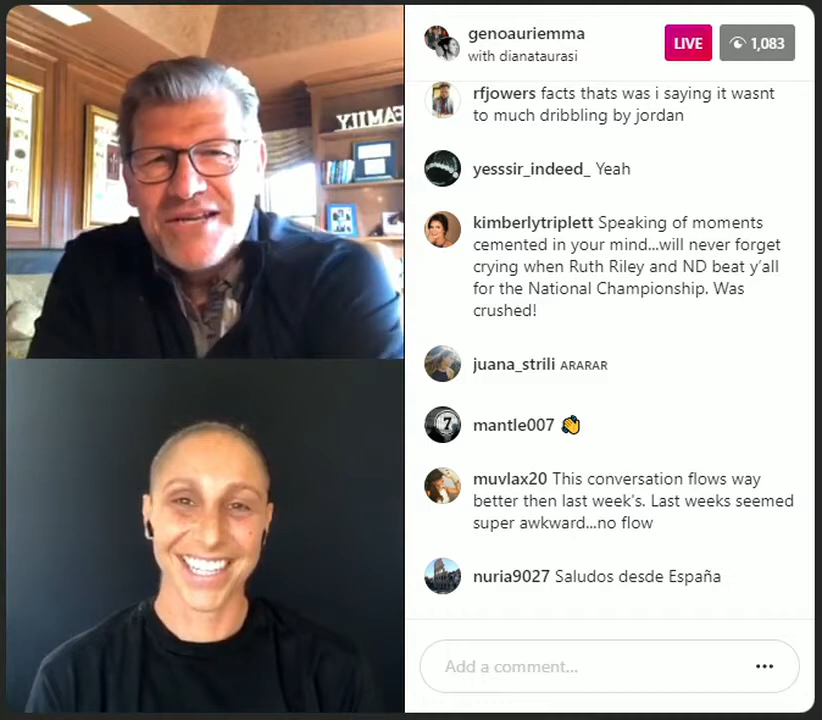 FAMILY
genoauriemma
with dianataurasi
LIVE
1,083
rfjowers facts thats was i saying it wasnt
to much dribbling by jordan
yesssir_indeed_ Yeah
kimberlytriplett Speaking of moments
cemented in your mind...will never forget
crying when Ruth Riley and ND beat y'all
for the National Championship. Was
crushed!
juana_strili ARARAR
7
mantle007 👏
muvlax20 This conversation flows way
better then last week's. Last weeks seemed
super awkward...no flow
nuria9027 Saludos desde España
Add a comment...